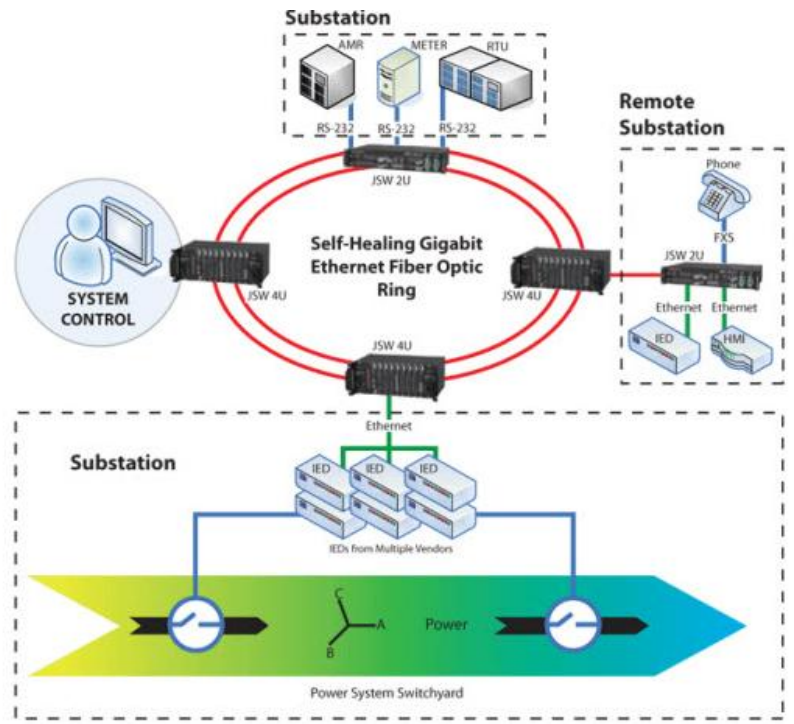 Substation
AMR
METER
RTU
RS-232
RS-232
RS-232
JSW 2U
Remote
Substation
Phone
FXS
JSW 2U
Ethernet
Ethernet
IED
HMI
Self-Healing Gigabit
Ethernet Fiber Optic
Ring
JSW 4U
JSW 4U
SYSTEM
CONTROL
JSW 4U
Ethernet
Substation
IED
IED
IED
IEDs from Multiple Vendors
C
A
B
Power
Power System Switchyard